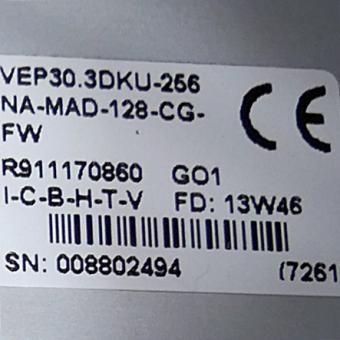 VEP30.3DKU-256
NA-MAD-128-CG-
FW
CE
R911170860 GO1
I-C-B-H-T-V FD: 13W46
SN: 008802494 (7261